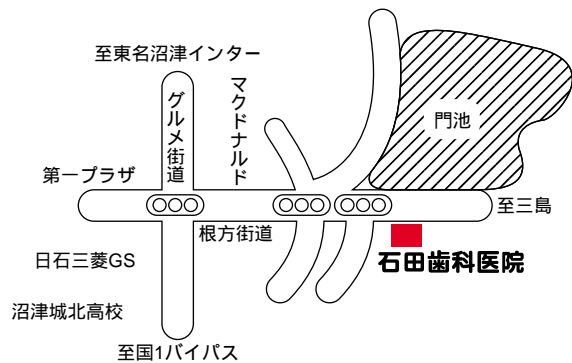 至東名沼津インター
グルメ街道
マクドナルド
門池
第一プラザ
至三島
根方街道
日石三菱GS
石田歯科医院
沼津城北高校
至国1バイパス